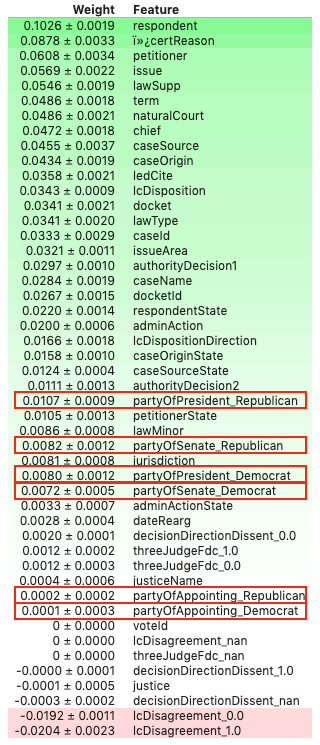 Weight Feature
0.1026 ± 0.0019 respondent
0.0878 ± 0.0033 ï»¿certReason
0.0608 ± 0.0034 petitioner
0.0569 ± 0.0022 issue
0.0546 ± 0.0019 lawSupp
0.0486 ± 0.0018 term
0.0486 ± 0.0021 naturalCourt
0.0472 ± 0.0018 chief
0.0455 ± 0.0037 caseSource
0.0434 ± 0.0019 caseOrigin
0.0358 ± 0.0021 ledCite
0.0343 ± 0.0009 lcDisposition
0.0341 ± 0.0021 docket
0.0341 ± 0.0020 lawType
0.0333 ± 0.0029 caseId
0.0321 ± 0.0011 issueArea
0.0297 ± 0.0010 authorityDecision1
0.0284 ± 0.0019 caseName
0.0267 ± 0.0015 docketId
0.0220 ± 0.0014 respondentState
0.0200 ± 0.0006 adminAction
0.0166 ± 0.0018 lcDispositionDirection
0.0158 ± 0.0010 caseOriginState
0.0124 ± 0.0004 caseSourceState
0.0111 ± 0.0013 authorityDecision2
0.0107 ± 0.0009 partyOfPresident_Republican
0.0105 ± 0.0013 petitionerState
0.0086 ± 0.0008 lawMinor
0.0082 ± 0.0012 partyOfSenate_Republican
0.0081 ± 0.0008 jurisdiction
0.0080 ± 0.0012 partyOfPresident_Democrat
0.0072 ± 0.0005 partyOfSenate_Democrat
0.0033 ± 0.0007 adminActionState
0.0028 ± 0.0004 dateRearg
0.0020 ± 0.0001 decisionDirectionDissent_0.0
0.0012 ± 0.0002 threeJudgeFdc_1.0
0.0012 ± 0.0003 threeJudgeFdc_0.0
0.0004 ± 0.0006 justiceName
0.0002 ± 0.0002 partyOfAppointing_Republican
0.0001 ± 0.0003 partyOfAppointing_Democrat
0 ± 0.0000 voteId
0 ± 0.0000 lcDisagreement_nan
0 ± 0.0000 threeJudgeFdc_nan
-0.0000 ± 0.0001 decisionDirectionDissent_1.0
-0.0001 ± 0.0005 justice
-0.0003 ± 0.0002 decisionDirectionDissent_nan
-0.0192 ± 0.0011 lcDisagreement_0.0
-0.0204 ± 0.0023 lcDisagreement_1.0